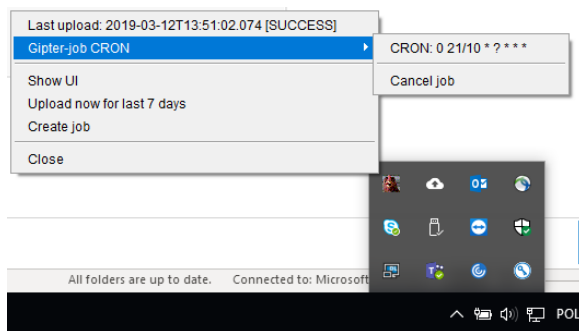 Last upload: 2019-03-12T13:51:02.074 [SUCCESS]
Gipter-job CRON
CRON: 0 21/10 * ? * * *
Show UI
Cancel job
Upload now for last 7 days
Create job
Close
All folders are up to date. Connected to: Microsoft
POL